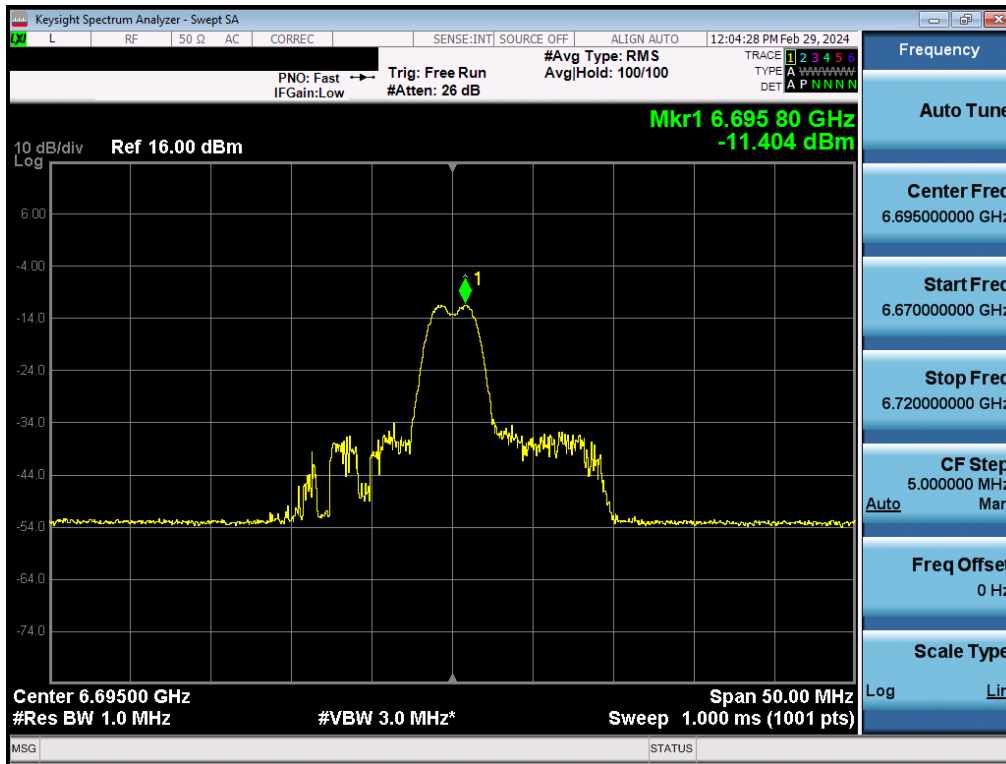 Keysight Spectrum Analyzer - Swept SA
LXI L RF 50 Ω AC CORREC SENSE:INT SOURCE OFF ALIGN AUTO 12:04:28 PM Feb 29, 2024
PNO: Fast
IFGain:Low
Trig: Free Run
#Atten: 26 dB
#Avg Type: RMS
Avg|Hold: 100/100
TRACE 1 2 3 4 5 6
TYPE A WWWWW
DET A P N N N N
Mkr1 6.695 80 GHz
-11.404 dBm
10 dB/div Ref 16.00 dBm
Log
6.00
-4.00
-14.0
-24.0
-34.0
-44.0
-54.0
-64.0
-74.0
1
Center 6.69500 GHz Span 50.00 MHz
#Res BW 1.0 MHz #VBW 3.0 MHz* Sweep 1.000 ms (1001 pts)
MSG STATUS
Frequency
Auto Tune
Center Freq
6.695000000 GHz
Start Freq
6.670000000 GHz
Stop Freq
6.720000000 GHz
CF Step
5.000000 MHz
Auto Man
Freq Offset
0 Hz
Scale Type
Log Lin